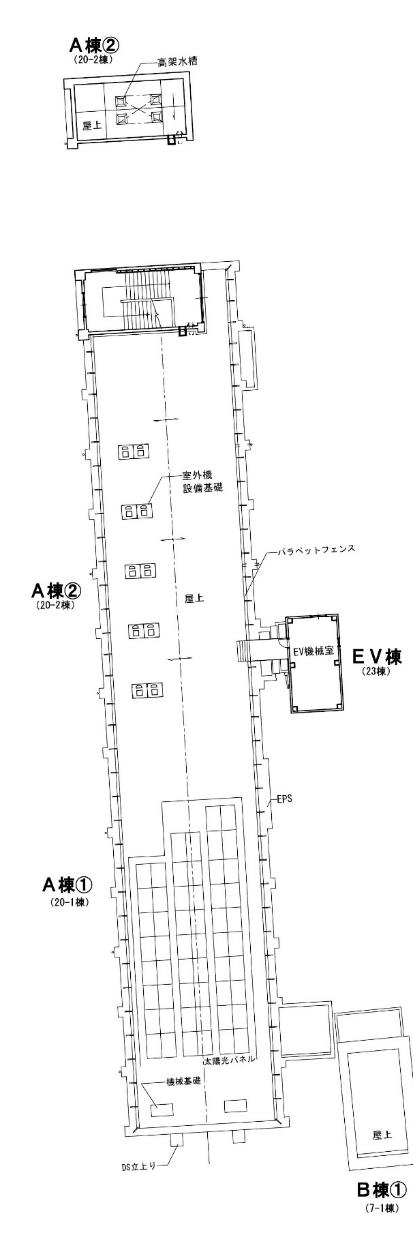 A棟②
(20-2棟)
高架水槽
屋上
室外機
設備基礎
パラペットフェンス
A棟②
(20-2棟)
屋上
EV機械室
EV棟
(23棟)
EPS
A棟①
(20-1棟)
太陽光パネル
機械基礎
屋上
DS立上り
B棟①
(7-1棟)